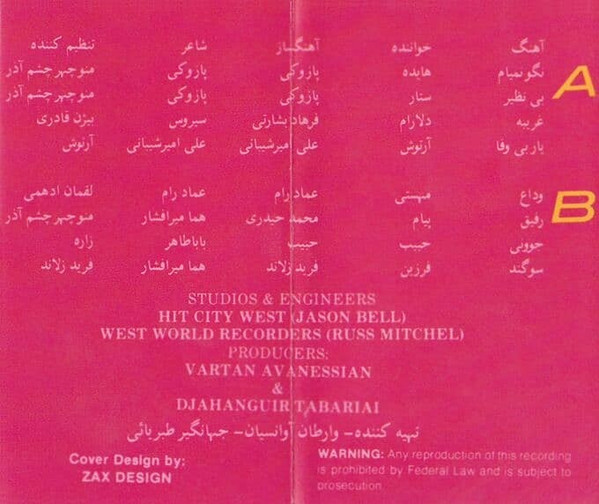 آهنگ خواننده آهنگساز شاعر تنظیم کننده
A
نگو نمیام هایده پازوکی پازوکی منوچهر چشم آذر
بی نظیر ستار پازوکی پازوکی منوچهر چشم آذر
غریبه دلارام فرهاد بشارتی سیروس بیژن قادری
یار بی وفا آرتوش علی امیرشیبانی علی امیرشیبانی آرتوش
B
وداع مهستی عماد رام عماد رام لقمان ادهمی
رفیق پیام محمد حیدری هما میرافشار منوچهر چشم آذر
حبیب حبیب باباطاهر زاره
سوگند فرزین فرید زلاند هما میرافشار فرید زلاند
STUDIOS & ENGINEERS
HIT CITY WEST (JASON BELL)
WEST WORLD RECORDERS (RUSS MITCHEL)
PRODUCERS:
VARTAN AVANESSIAN
&
DJAHANGUIR TABARIAI
تهیه کننده- وارطان آوانسیان- جهانگیر طبریائی
Cover Design by:
ZAX DESIGN
WARNING: Any reproduction of this recording
is prohibited by Federal Law and is subject to
prosecution.